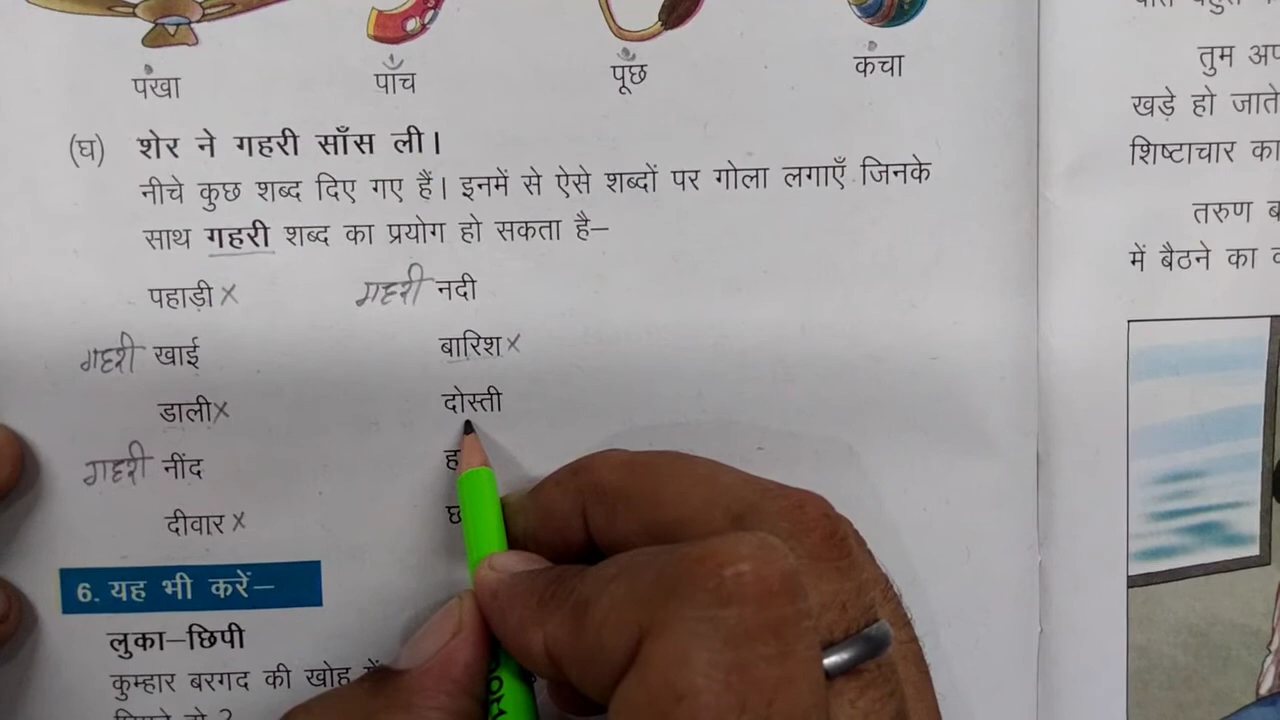 पंखा पाँच पूँछ कंचा
(घ) शेर ने गहरी साँस ली।
नीचे कुछ शब्द दिए गए हैं। इनमें से ऐसे शब्दों पर गोला लगाएँ जिनके
साथ गहरी शब्द का प्रयोग हो सकता है–
पहाड़ी × गहरी नदी
गहरी खाई बारिश ×
डाली × दोस्ती
गहरी नींद
दीवार ×
6. यह भी करें–
लुका–छिपी
कुम्हार बरगद की खोह में
तुम
खड़े हो जाते
शिष्टाचार का
तरुण
में बैठने का